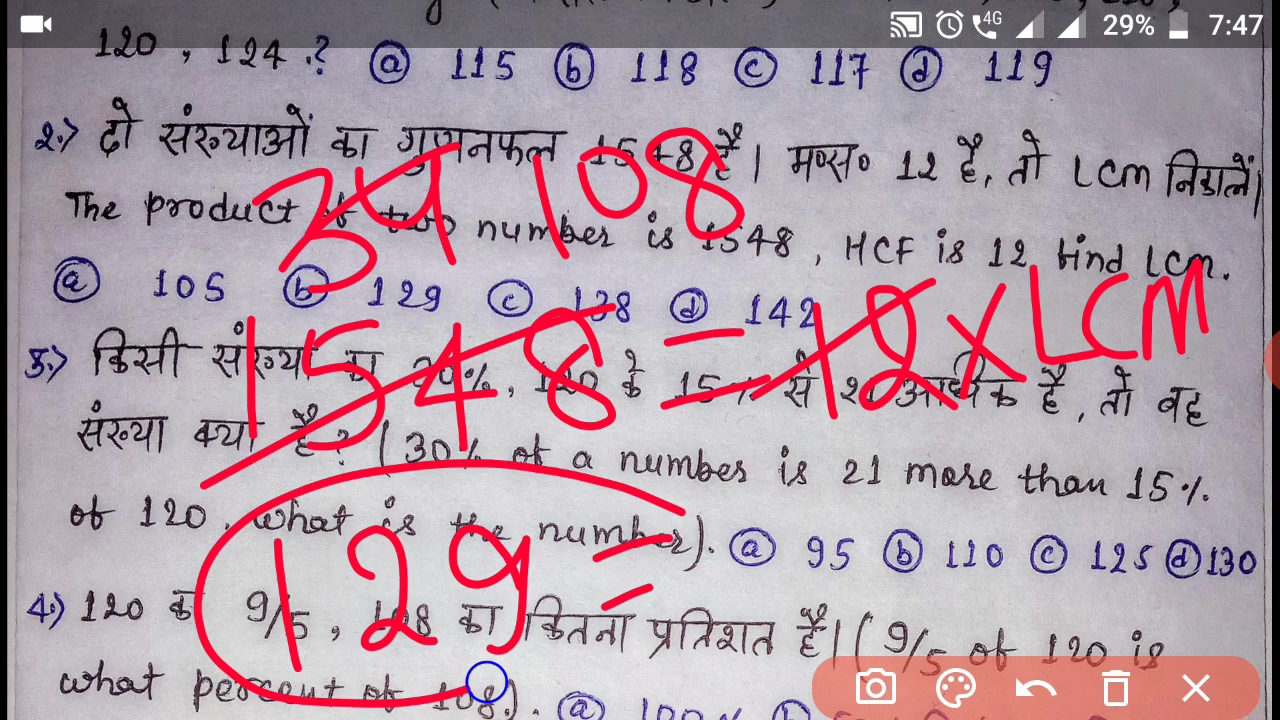 29% 7:47
4G
120 , 124 .? ⓐ 115 ⓑ 118 ⓒ 117 ⓓ 119
2.) दो संख्याओं का गुणनफल 1548 है। म०स० 12 है, तो LCM निकालें।
The product of two number is 1548 , HCF is 12 find LCM.
34 108
ⓐ 105 ⓑ 129 ⓒ 138 ⓓ 142
1548 = 12 x LCM
3.) किसी संख्या का 30%, 120 के 15% से 21 अधिक है, तो वह
संख्या क्या है? (30% of a number is 21 more than 15%
of 120, what is the number). ⓐ 95 ⓑ 110 ⓒ 125 ⓓ 130
129 =
4.) 120 का 9/5 , 108 का कितना प्रतिशत है। ( 9/5 of 120 is
what percent of 108.) . ⓐ